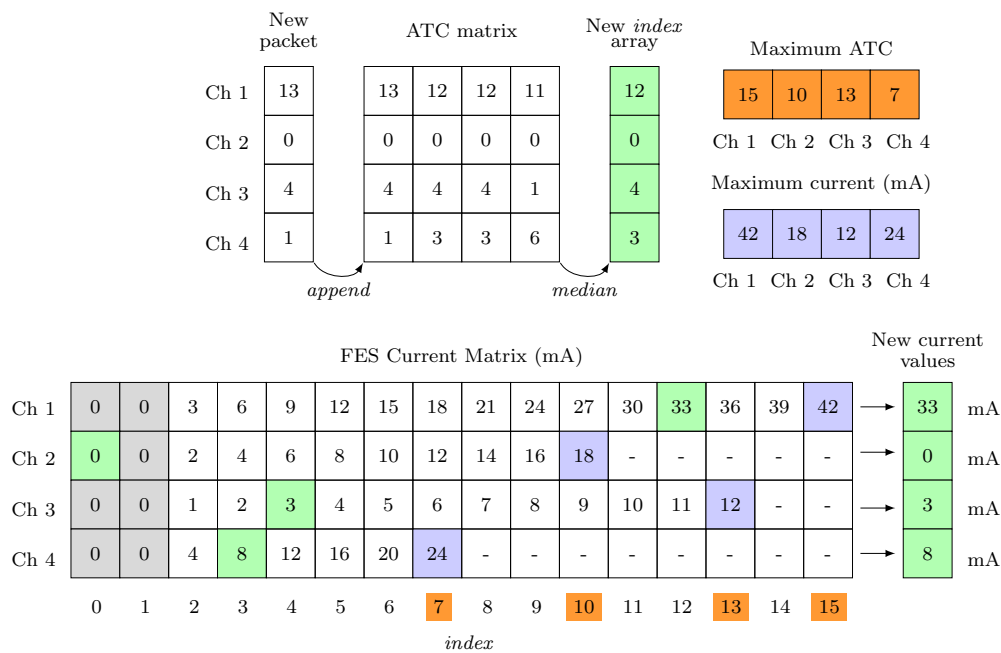 New
packet
ATC matrix
New index
array
Maximum ATC
Ch 1 13 13 12 12 11 12
Ch 2 0 0 0 0 0 0
Ch 3 4 4 4 4 1 4
Ch 4 1 1 3 3 6 3
append
median
15 10 13 7
Ch 1 Ch 2 Ch 3 Ch 4
Maximum current (mA)
42 18 12 24
Ch 1 Ch 2 Ch 3 Ch 4
FES Current Matrix (mA)
New current
values
Ch 1 0 0 3 6 9 12 15 18 21 24 27 30 33 36 39 42 33 mA
Ch 2 0 0 2 4 6 8 10 12 14 16 18 - - - - - 0 mA
Ch 3 0 0 1 2 3 4 5 6 7 8 9 10 11 12 - - 3 mA
Ch 4 0 0 4 8 12 16 20 24 - - - - - - - - 8 mA
0 1 2 3 4 5 6 7 8 9 10 11 12 13 14 15
index